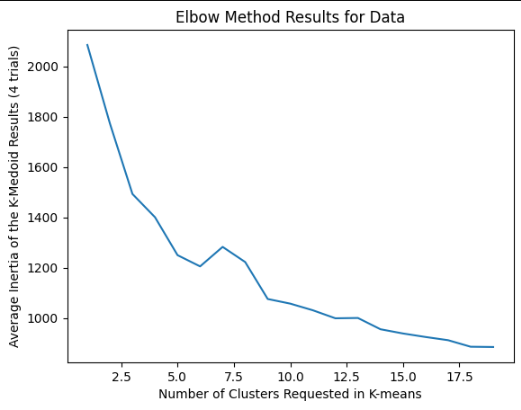 Elbow Method Results for Data
Average Inertia of the K-Medoid Results (4 trials)
2000
1800
1600
1400
1200
1000
2.5 5.0 7.5 10.0 12.5 15.0 17.5
Number of Clusters Requested in K-means